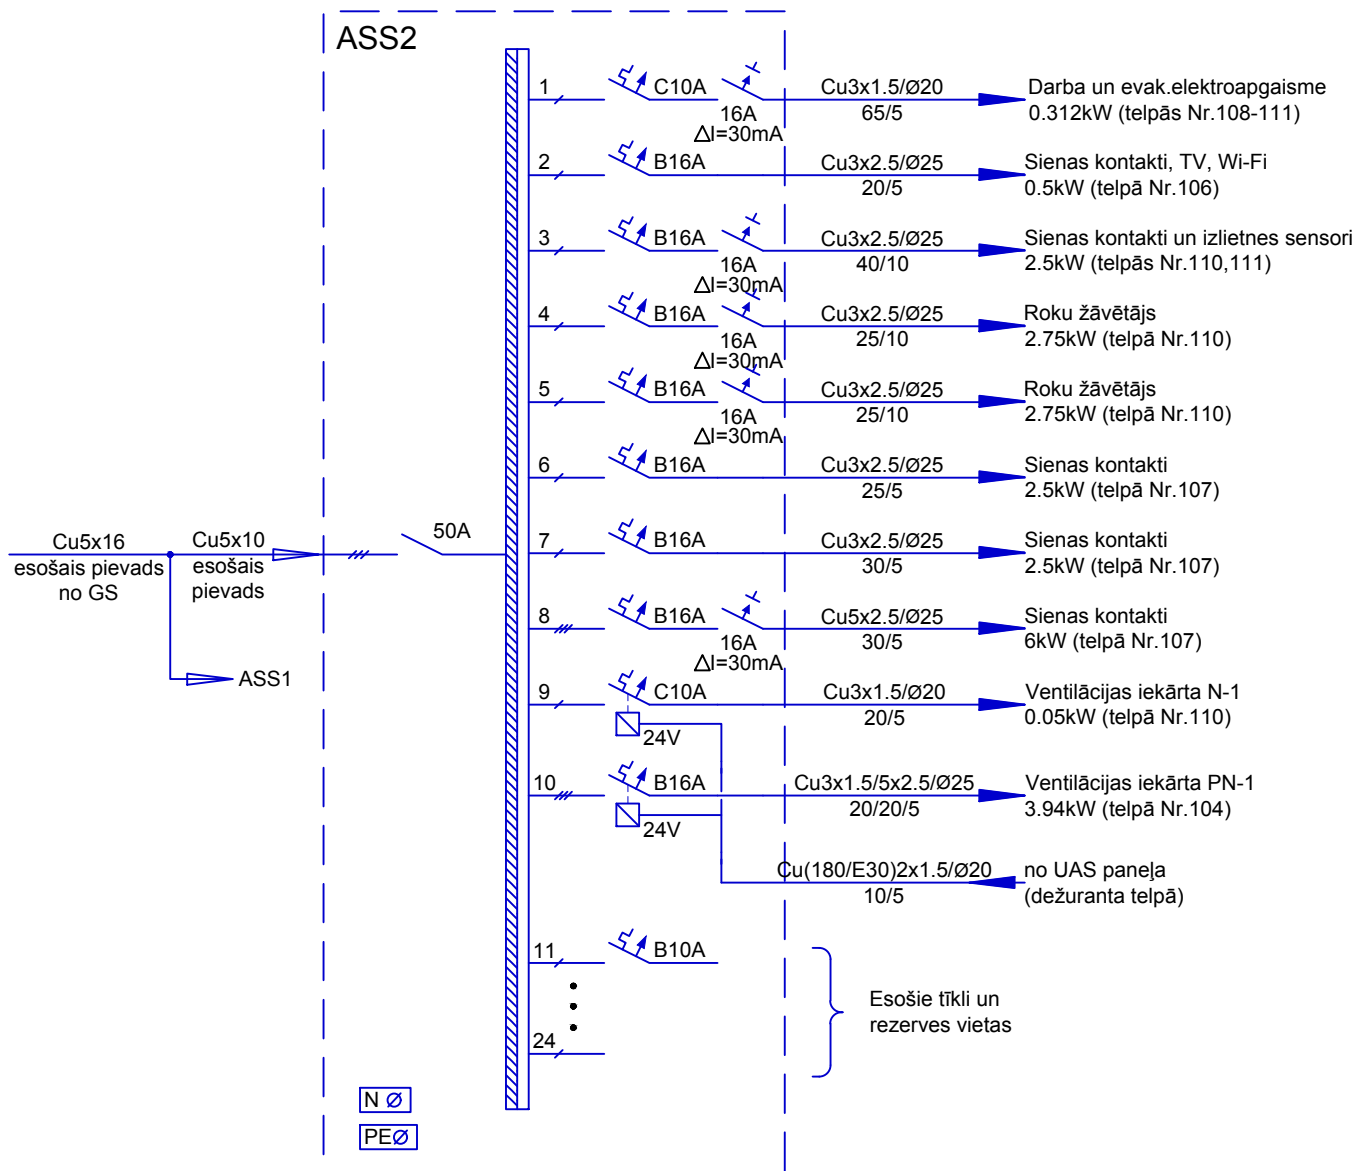 ASS2
1
C10A
16A
ΔI=30mA
Cu3x1.5/Ø20
65/5
Darba un evak.elektroapgaisme
0.312kW (telpās Nr.108-111)
2
B16A
Cu3x2.5/Ø25
20/5
Sienas kontakti, TV, Wi-Fi
0.5kW (telpā Nr.106)
3
B16A
16A
ΔI=30mA
Cu3x2.5/Ø25
40/10
Sienas kontakti un izlietnes sensori
2.5kW (telpās Nr.110,111)
4
B16A
16A
ΔI=30mA
Cu3x2.5/Ø25
25/10
Roku žāvētājs
2.75kW (telpā Nr.110)
5
B16A
16A
ΔI=30mA
Cu3x2.5/Ø25
25/10
Roku žāvētājs
2.75kW (telpā Nr.110)
6
B16A
Cu3x2.5/Ø25
25/5
Sienas kontakti
2.5kW (telpā Nr.107)
Cu5x16
esošais pievads
no GS
Cu5x10
esošais
pievads
50A
ASS1
7
B16A
Cu3x2.5/Ø25
30/5
Sienas kontakti
2.5kW (telpā Nr.107)
8
B16A
16A
ΔI=30mA
Cu5x2.5/Ø25
30/5
Sienas kontakti
6kW (telpā Nr.107)
9
C10A
24V
Cu3x1.5/Ø20
20/5
Ventilācijas iekārta N-1
0.05kW (telpā Nr.110)
10
B16A
24V
Cu3x1.5/5x2.5/Ø25
20/20/5
Ventilācijas iekārta PN-1
3.94kW (telpā Nr.104)
Cu(180/E30)2x1.5/Ø20
10/5
no UAS paneļa
(dežuranta telpā)
11
B10A
24
Esošie tīkli un
rezerves vietas
N Ø
PEØ